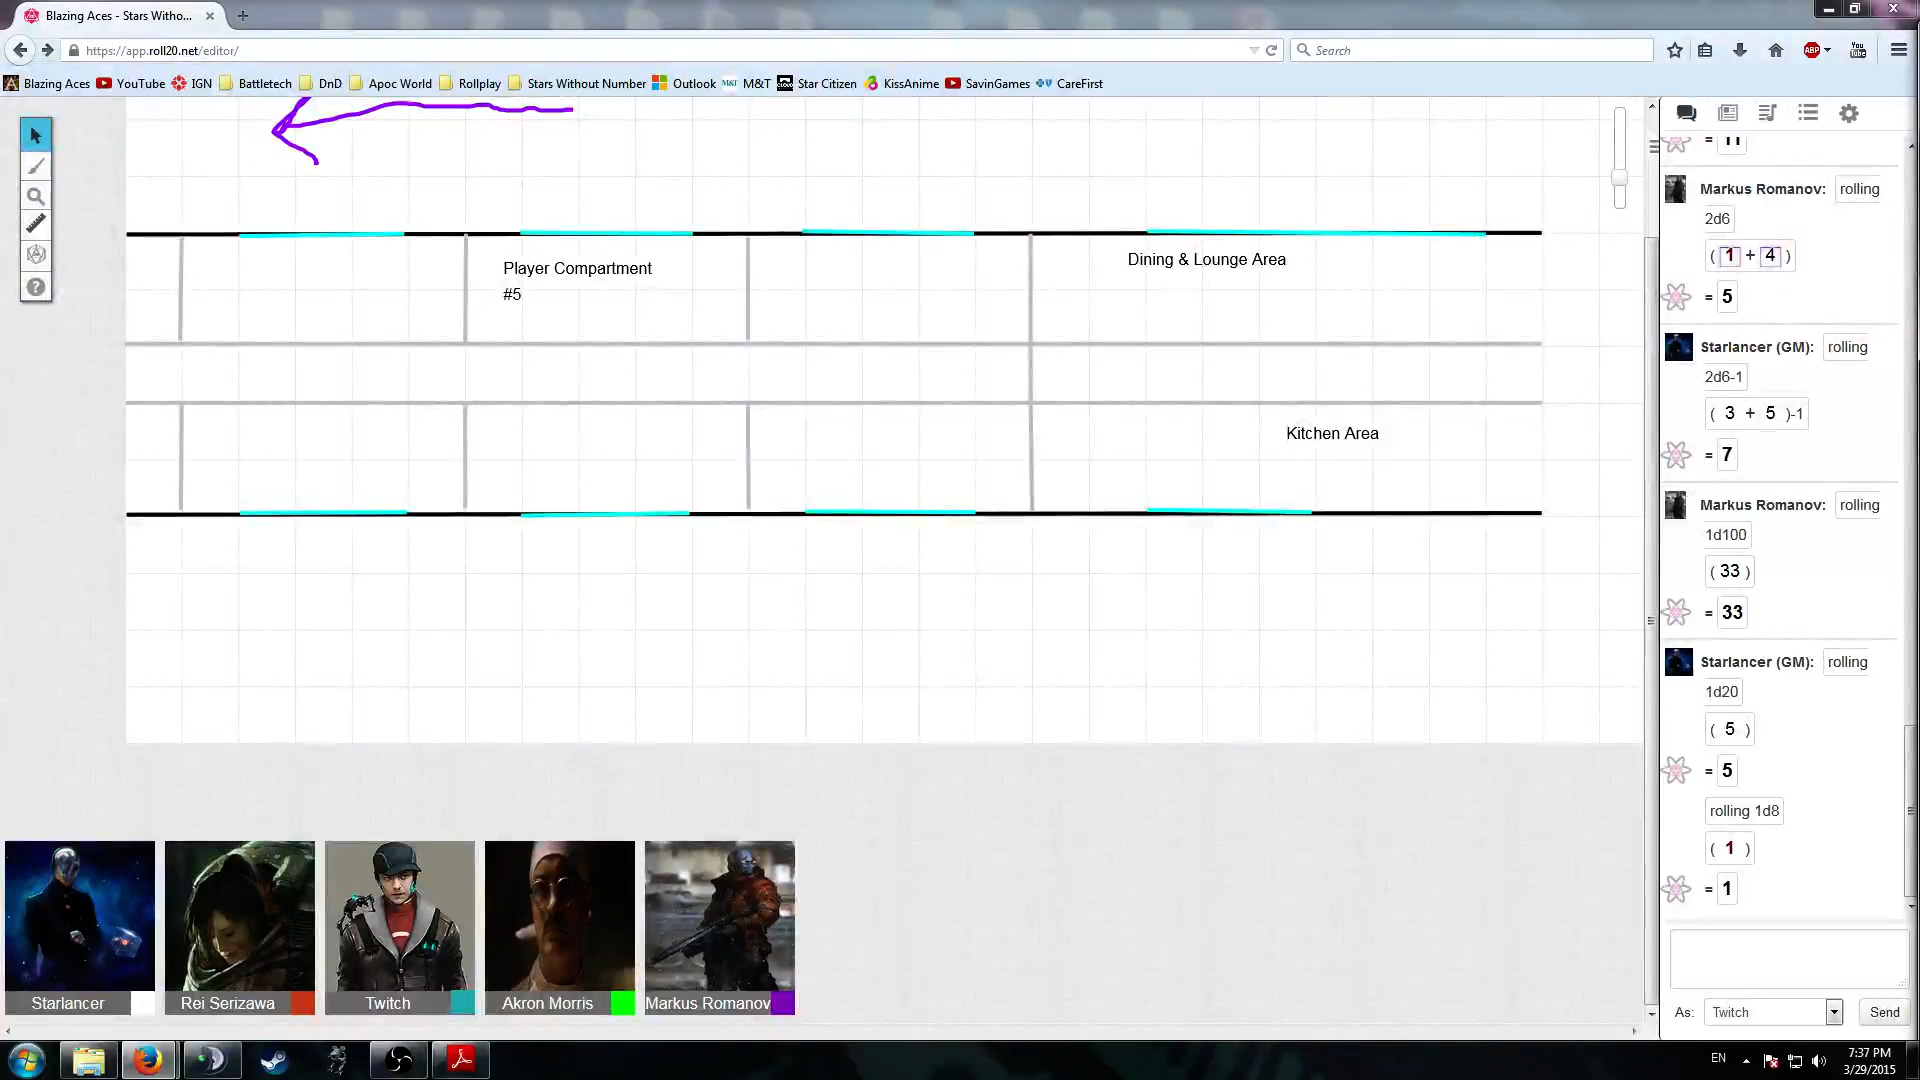 Blazing Aces - Stars Witho...
https://app.roll20.net/editor/
Search
ABP
You
Blazing Aces YouTube IGN Battletech DnD Apoc World Rollplay Stars Without Number Outlook M&T M&T Star Citizen KissAnime SavinGames CareFirst
= 11
Markus Romanov: rolling
2d6
( 1 + 4 )
= 5
Starlancer (GM): rolling
2d6-1
( 3 + 5 )-1
= 7
Markus Romanov: rolling
1d100
( 33 )
= 33
Starlancer (GM): rolling
1d20
( 5 )
= 5
rolling 1d8
( 1 )
= 1
Player Compartment
#5
Dining & Lounge Area
Kitchen Area
Starlancer
Rei Serizawa
Twitch
Akron Morris
Markus Romanov
As: Twitch Send
EN
7:37 PM
3/29/2015